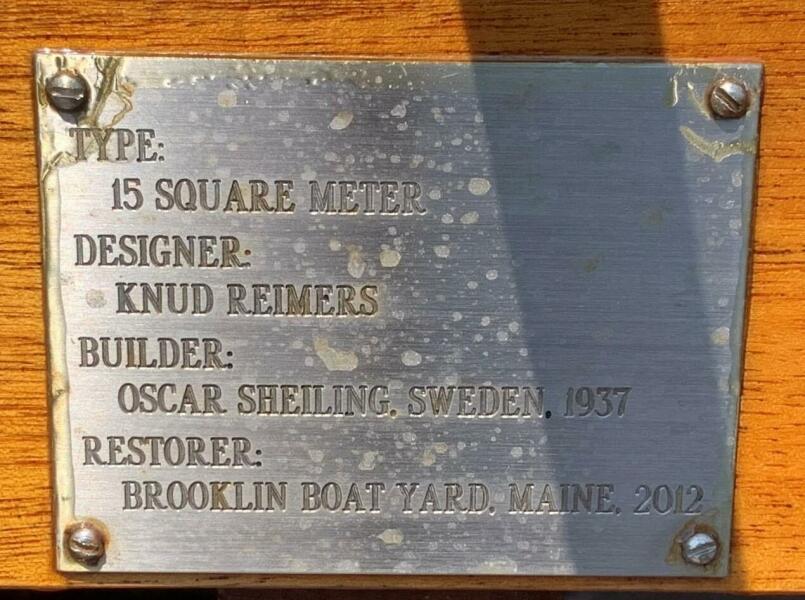 TYPE:
15 SQUARE METER
DESIGNER:
KNUD REIMERS
BUILDER:
OSCAR SHEILING, SWEDEN, 1937
RESTORER:
BROOKLIN BOAT YARD, MAINE, 2012